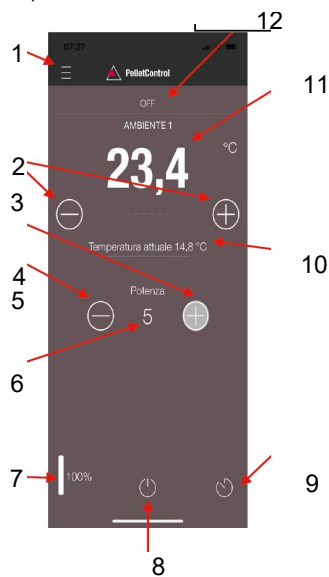 12
1
07:27
PelletControl
11
OFF
AMBIENTE 1
23,4
°C
2
3
Temperatura attuale 14,8 °C
10
4
5
Potenza
5
6
7
100%
9
8